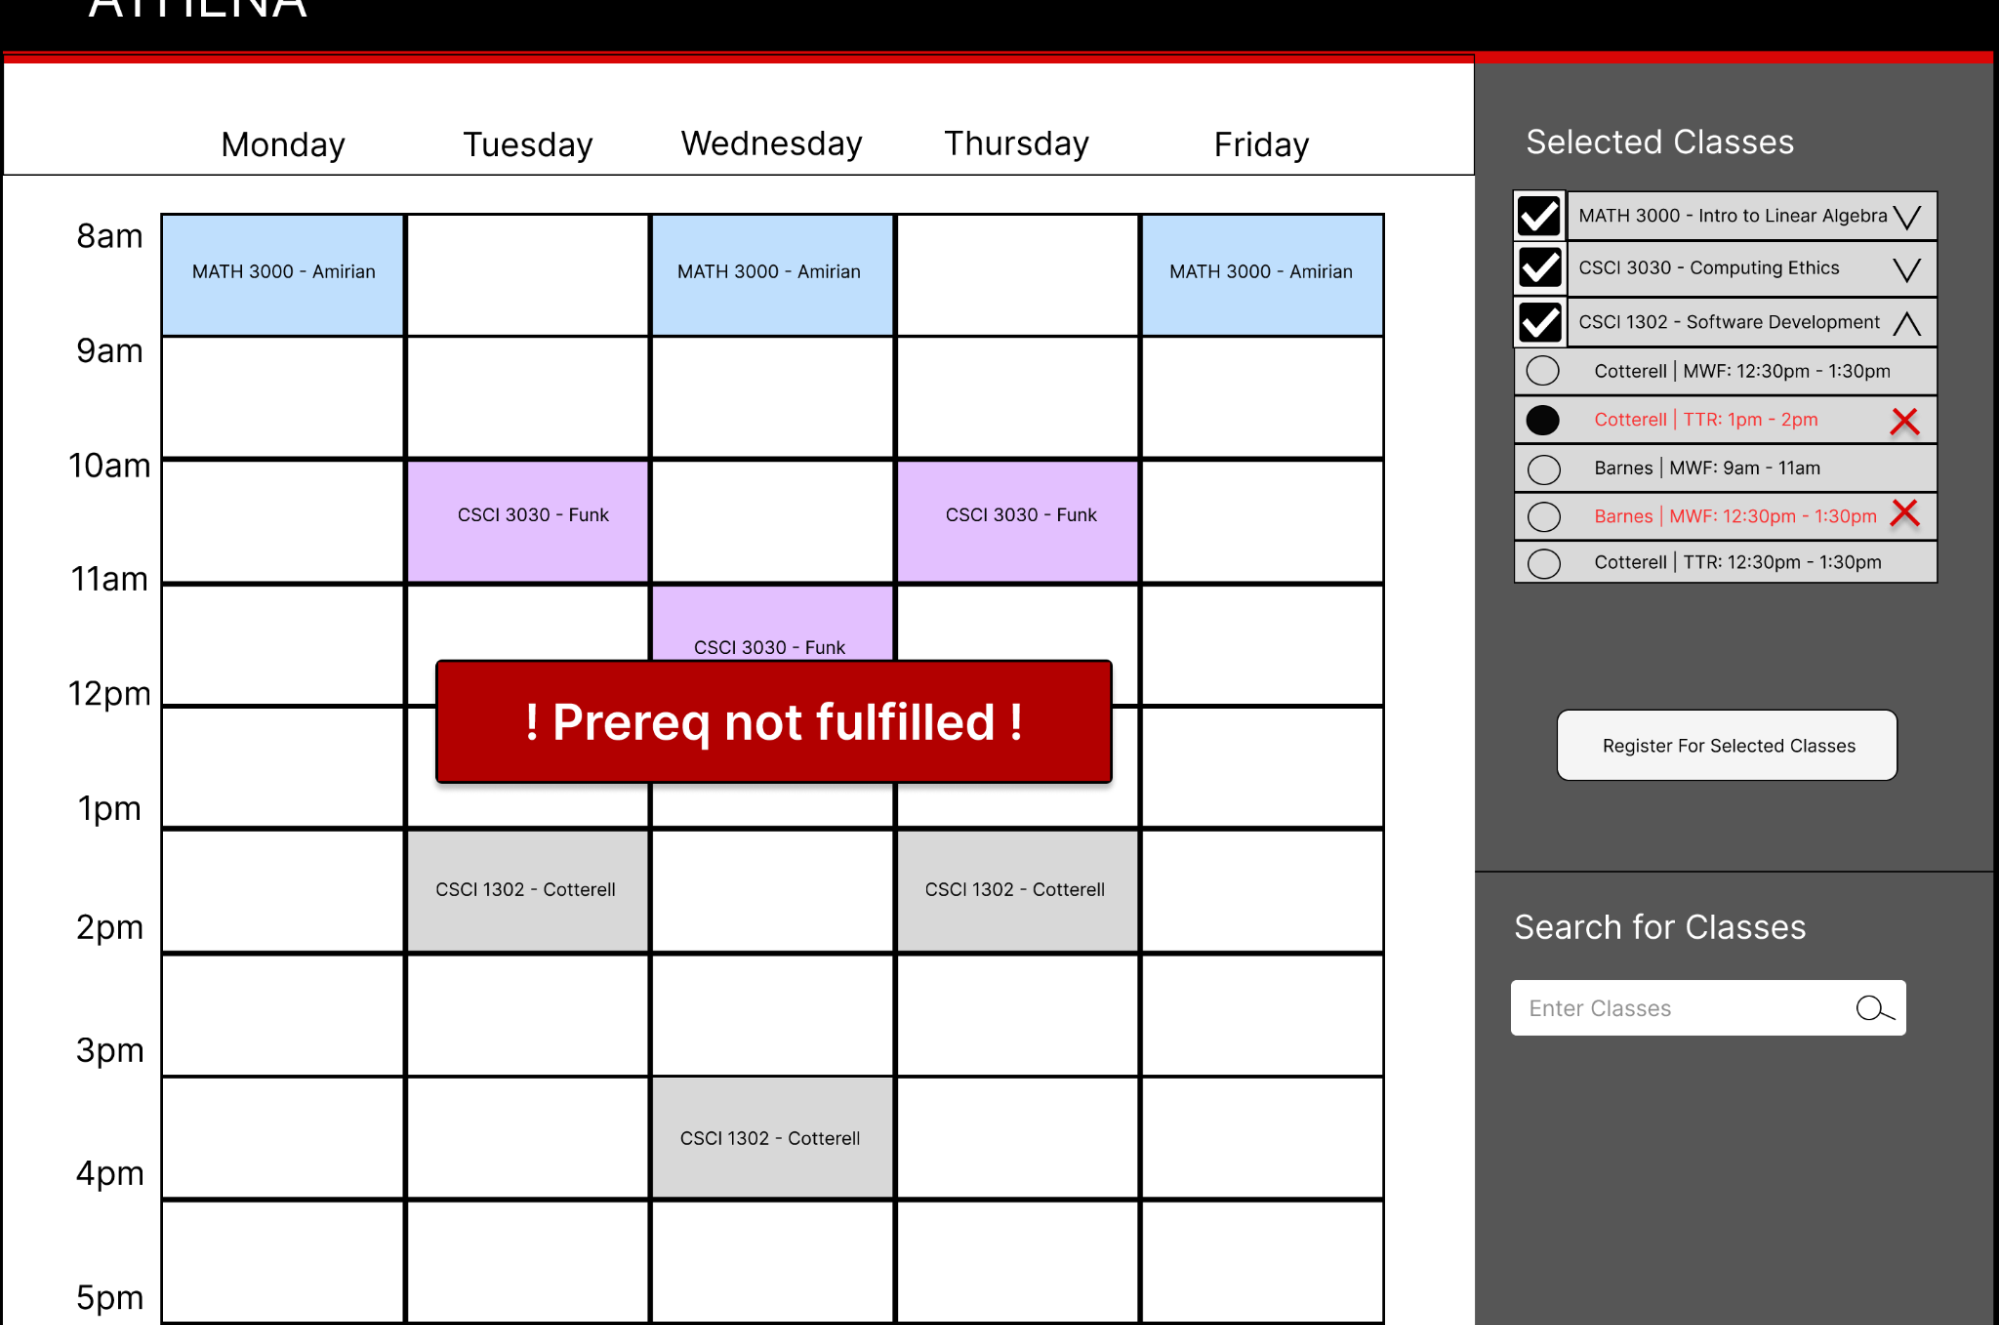 ATHENA
Monday Tuesday Wednesday Thursday Friday
8am
MATH 3000 - Amirian MATH 3000 - Amirian MATH 3000 - Amirian
9am
10am
CSCI 3030 - Funk CSCI 3030 - Funk
11am
CSCI 3030 - Funk
12pm
! Prereq not fulfilled !
1pm
CSCI 1302 - Cotterell CSCI 1302 - Cotterell
2pm
3pm
CSCI 1302 - Cotterell
4pm
5pm
Selected Classes
MATH 3000 - Intro to Linear Algebra
CSCI 3030 - Computing Ethics
CSCI 1302 - Software Development
Cotterell | MWF: 12:30pm - 1:30pm
Cotterell | TTR: 1pm - 2pm
Barnes | MWF: 9am - 11am
Barnes | MWF: 12:30pm - 1:30pm
Cotterell | TTR: 12:30pm - 1:30pm
Register For Selected Classes
Search for Classes
Enter Classes